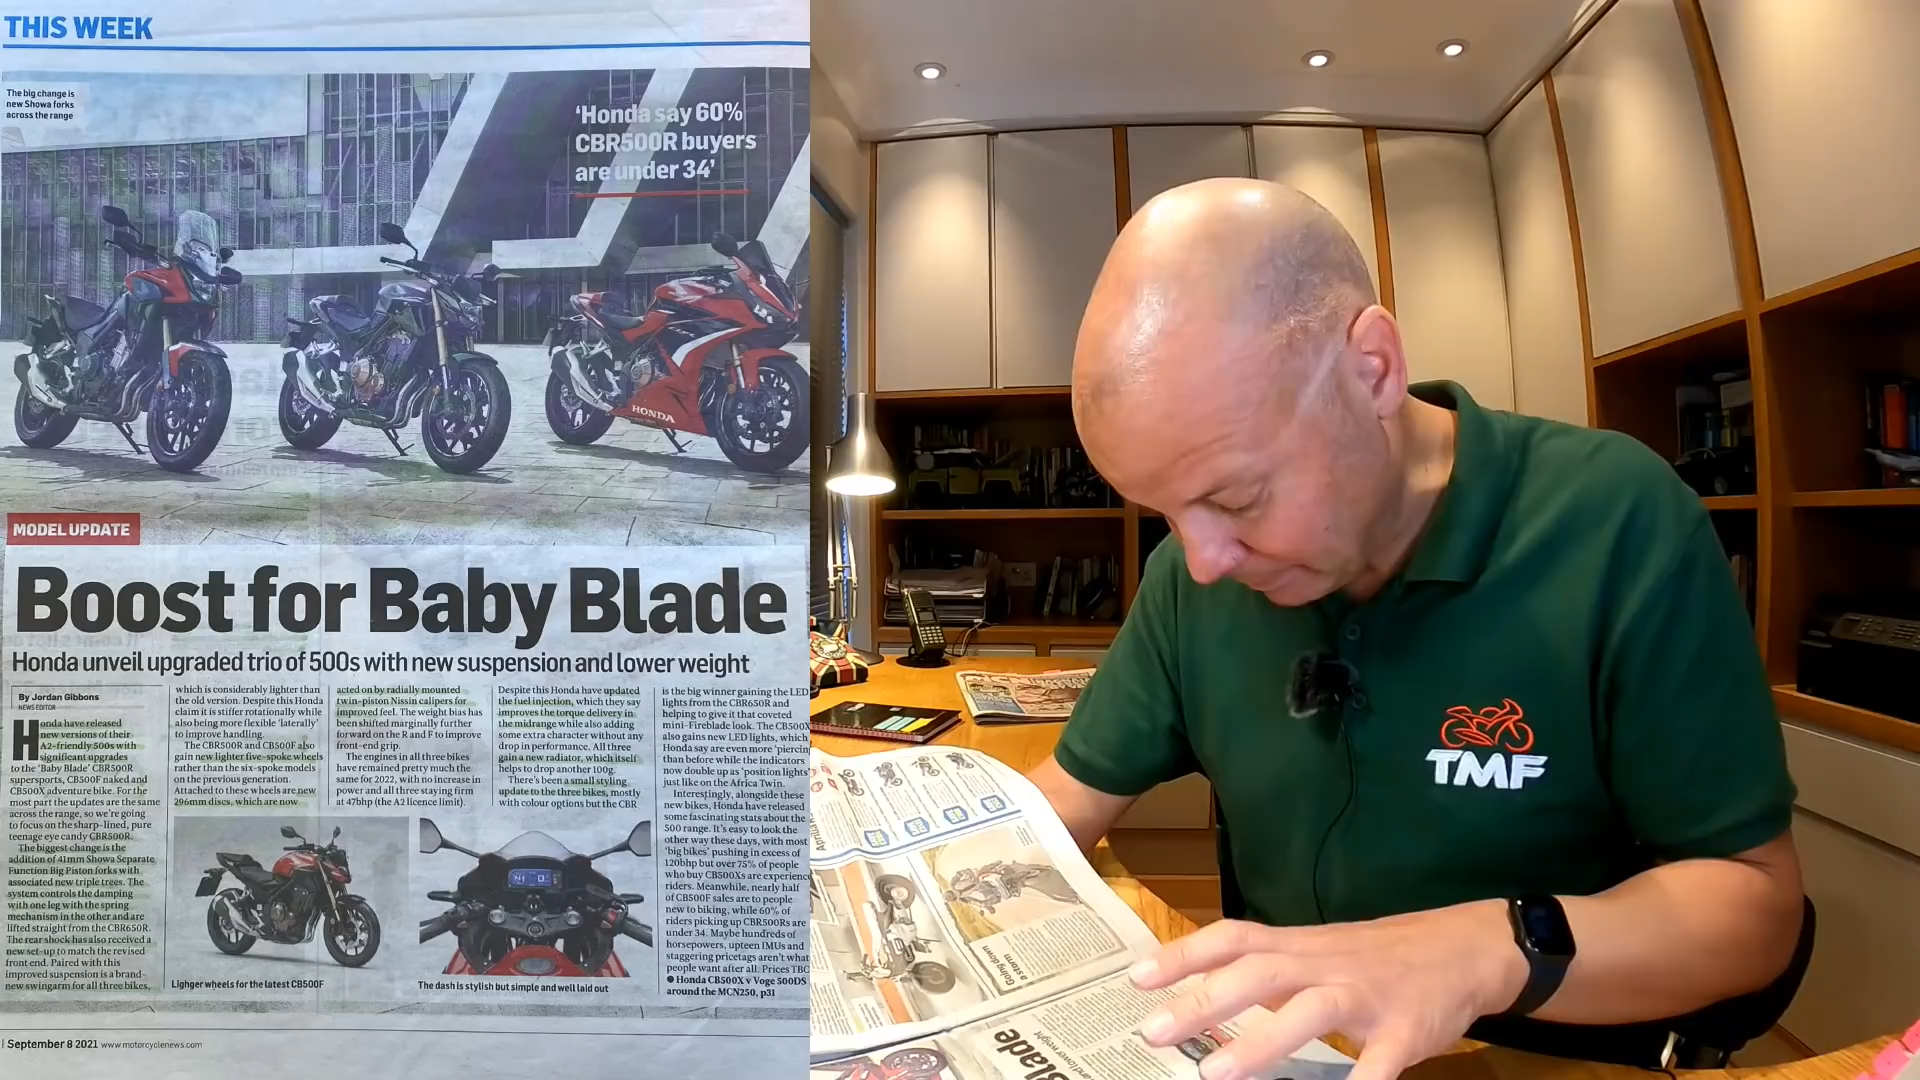 THIS WEEK
The big change is
new Showa forks
across the range
‘Honda say 60%
CBR500R buyers
are under 34’
HONDA
MODEL UPDATE
Boost for Baby Blade
Honda unveil upgraded trio of 500s with new suspension and lower weight
By Jordan Gibbons
NEWS EDITOR
Honda have released
new versions of their
A2-friendly 500s with
significant upgrades
to the ‘Baby Blade’ CBR500R
supersports, CB500F naked and
CB500X adventure bike. For the
most part the updates are the same
across the range, so we’re going
to focus on the sharp-lined, pure
teenage eye candy CBR500R.
The biggest change is the
addition of 41mm Showa Separate
Function Big Piston forks with
associated new triple trees. The
system controls the damping
with one leg with the spring
mechanism in the other and are
lifted straight from the CBR650R.
The rear shock has also received a
new set-up to match the revised
front end. Paired with this
improved suspension is a brand-
new swingarm for all three bikes,
which is considerably lighter than
the old version. Despite this Honda
claim it is stiffer rotationally while
also being more flexible ‘laterally’
to improve handling.
The CBR500R and CB500F also
gain new lighter five-spoke wheels
rather than the six-spoke models
on the previous generation.
Attached to these wheels are new
296mm discs, which are now
acted on by radially mounted
twin-piston Nissin calipers for
improved feel. The weight bias has
been shifted marginally further
forward on the R and F to improve
front-end grip.
The engines in all three bikes
have remained pretty much the
same for 2022, with no increase in
power and all three staying firm
at 47bhp (the A2 licence limit).
Despite this Honda have updated
the fuel injection, which they say
improves the torque delivery in
the midrange while also adding
some extra character without any
drop in performance. All three
gain a new radiator, which itself
helps to drop another 100g.
There’s been a small styling
update to the three bikes, mostly
with colour options but the CBR
is the big winner gaining the LED
lights from the CBR650R and
helping to give it that coveted
mini-Fireblade look. The CB500X
also gains new LED lights, which
Honda say are even more ‘piercin
than before while the indicators
now double up as ‘position lights’
just like on the Africa Twin.
Interestingly, alongside these
new bikes, Honda have released
some fascinating stats about the
500 range. It’s easy to look the
other way these days, with most
‘big bikes’ pushing in excess of
120bhp but over 75% of people
who buy CB500Xs are experience
riders. Meanwhile, nearly half
of CB500F sales are to people
new to biking, while 60% of
riders picking up CBR500Rs are
under 34. Maybe hundreds of
horsepowers, upteen IMUs and
staggering pricetags aren’t what
people want after all. Prices TBC
● Honda CB500X v Voge 500DS
around the MCN250, p31
Lighger wheels for the latest CB500F
The dash is stylish but simple and well laid out
September 8 2021 www.motorcyclenews.com
TMF
Going down
a storm
Blade
and lower weight